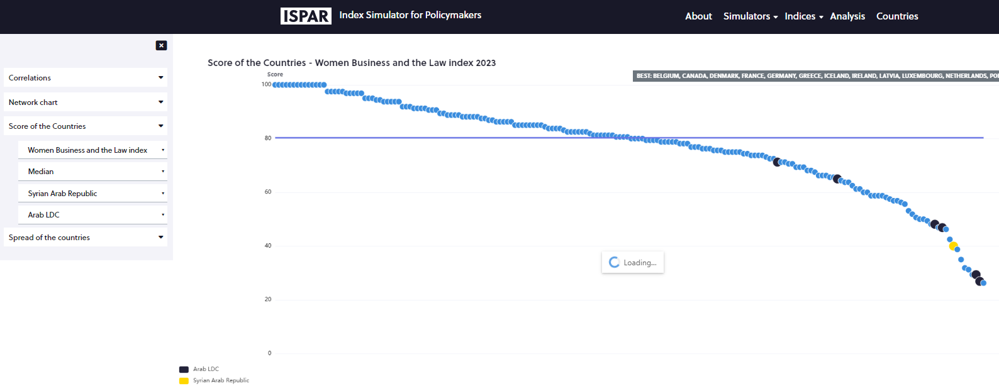 ISPAR Index Simulator for Policymakers
About Simulators Indices Analysis Countries
Correlations
Network chart
Score of the Countries
Women Business and the Law index
Median
Syrian Arab Republic
Arab LDC
Spread of the countries
Score of the Countries - Women Business and the Law index 2023
Score
BEST: BELGIUM, CANADA, DENMARK, FRANCE, GERMANY, GREECE, ICELAND, IRELAND, LATVIA, LUXEMBOURG, NETHERLANDS,
100
80
60
40
20
0
Loading...
Arab LDC
Syrian Arab Republic